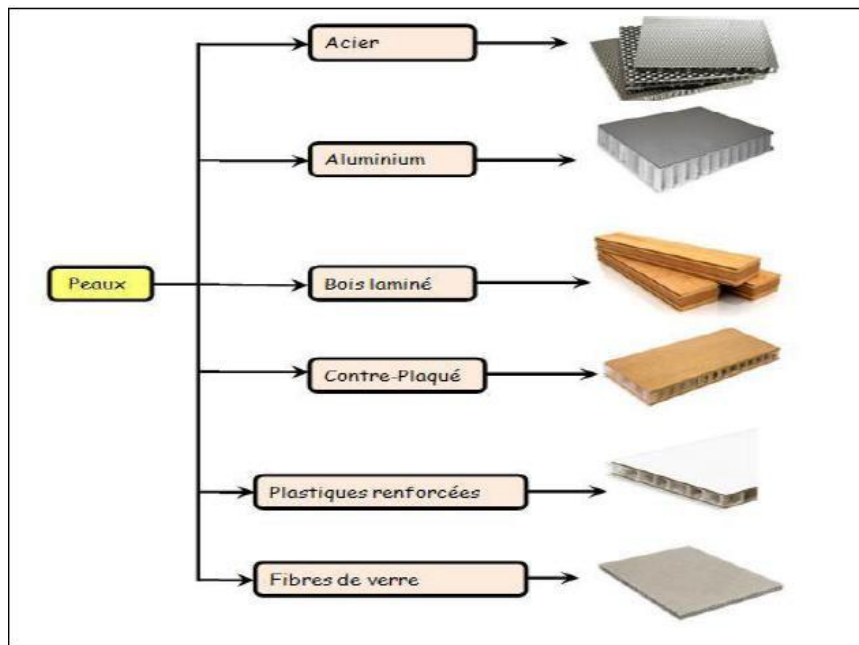 Acier
Aluminium
Peaux
Bois laminé
Contre-Plaqué
Plastiques renforcées
Fibres de verre